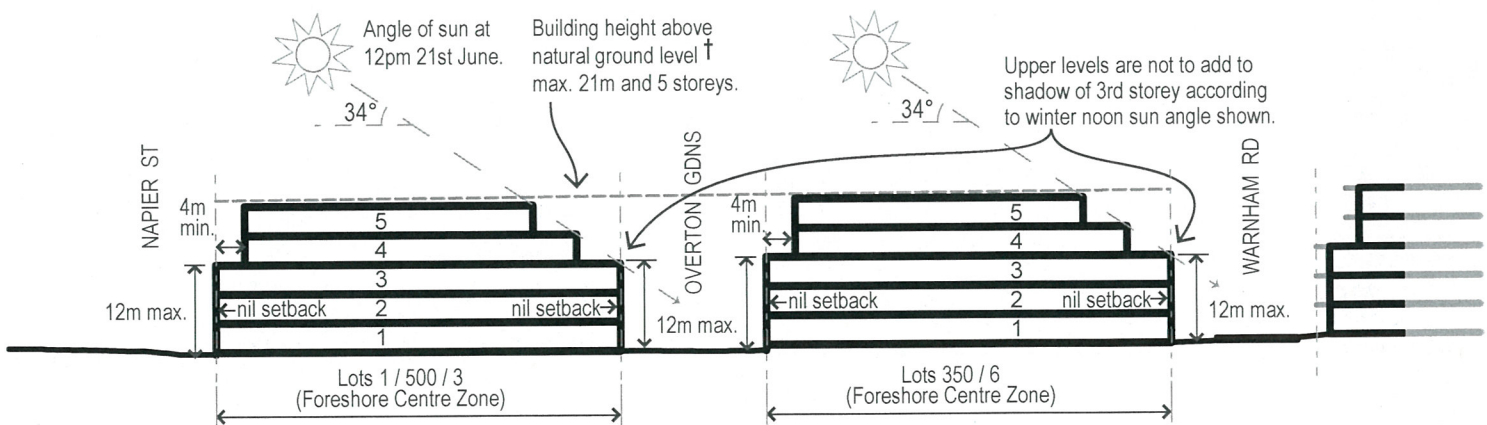 Angle of sun at
12pm 21st June.
34°
Building height above
natural ground level †
max. 21m and 5 storeys.
34°
Upper levels are not to add to
shadow of 3rd storey according
to winter noon sun angle shown.
NAPIER ST
OVERTON GDNS
WARNHAM RD
4m
min.
5
4
3
nil setback 2 nil setback
1
12m max.
12m max.
4m
min.
5
4
3
nil setback 2 nil setback
1
12m max.
Lots 1 / 500 / 3
(Foreshore Centre Zone)
Lots 350 / 6
(Foreshore Centre Zone)